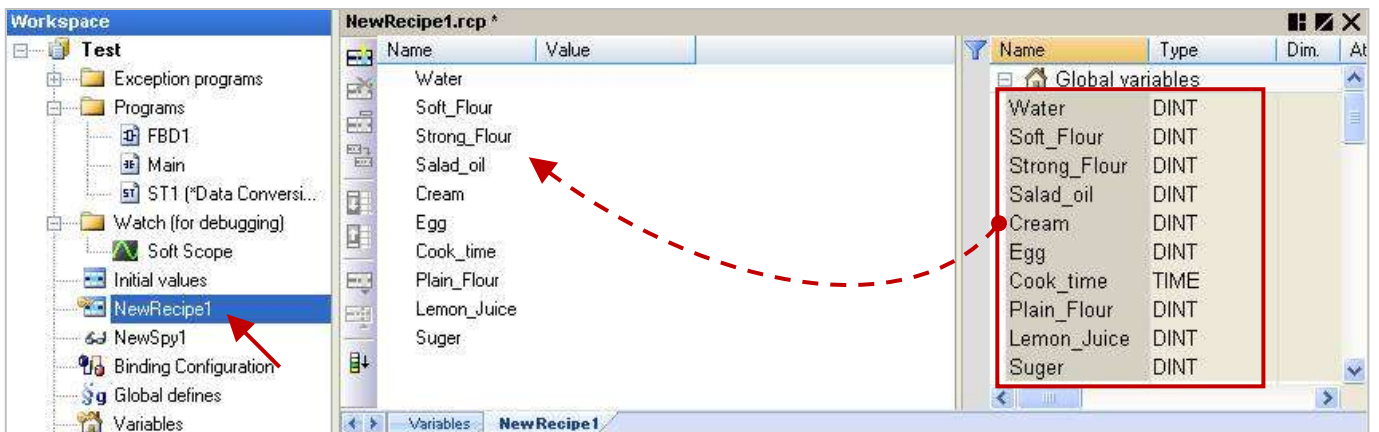 Workspace
Test
Exception programs
Programs
FBD1
Main
ST1 (*Data Conversi...
Watch (for debugging)
Soft Scope
Initial values
NewRecipe1
NewSpy1
Binding Configuration
Global defines
Variables
NewRecipe1.rcp *
Name Value
Water
Soft_Flour
Strong_Flour
Salad_oil
Cream
Egg
Cook_time
Plain_Flour
Lemon_Juice
Suger
Variables NewRecipe1
Name Type Dim. At
Global variables
Water DINT
Soft_Flour DINT
Strong_Flour DINT
Salad_oil DINT
Cream DINT
Egg DINT
Cook_time TIME
Plain_Flour DINT
Lemon_Juice DINT
Suger DINT